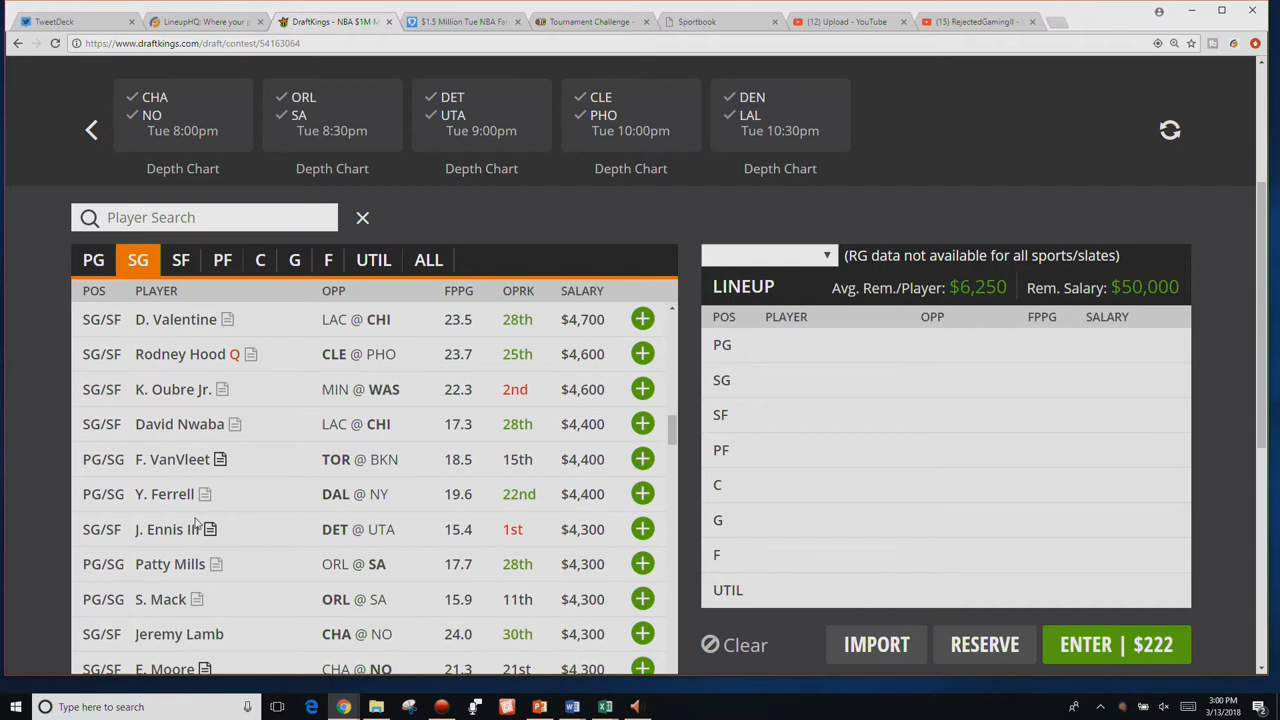 TweetDeck
LineupHQ: Where your p
DraftKings - NBA $1M M
$1.5 Million Tue NBA Fan
Tournament Challenge -
Sportbook
(12) Upload - YouTube
(15) RejectedGamingII -
https://www.draftkings.com/draft/contest/54163064
CHA
NO
Tue 8:00pm
Depth Chart
ORL
SA
Tue 8:30pm
Depth Chart
DET
UTA
Tue 9:00pm
Depth Chart
CLE
PHO
Tue 10:00pm
Depth Chart
DEN
LAL
Tue 10:30pm
Depth Chart
Player Search
PG SG SF PF C G F UTIL ALL
POS PLAYER OPP FPPG OPRK SALARY
SG/SF D. Valentine LAC @ CHI 23.5 28th $4,700
SG/SF Rodney Hood Q CLE @ PHO 23.7 25th $4,600
SG/SF K. Oubre Jr. MIN @ WAS 22.3 2nd $4,600
SG/SF David Nwaba LAC @ CHI 17.3 28th $4,400
PG/SG F. VanVleet TOR @ BKN 18.5 15th $4,400
PG/SG Y. Ferrell DAL @ NY 19.6 22nd $4,400
SG/SF J. Ennis III DET @ UTA 15.4 1st $4,300
PG/SG Patty Mills ORL @ SA 17.7 28th $4,300
PG/SG S. Mack ORL @ SA 15.9 11th $4,300
SG/SF Jeremy Lamb CHA @ NO 24.0 30th $4,300
SG/SF E. Moore CHA @ NO 21.3 21st $4,300
(RG data not available for all sports/slates)
LINEUP Avg. Rem./Player: $6,250 Rem. Salary: $50,000
POS PLAYER OPP FPPG SALARY
PG
SG
SF
PF
C
G
F
UTIL
Clear IMPORT RESERVE ENTER | $222
Type here to search
3:00 PM
3/13/2018
2